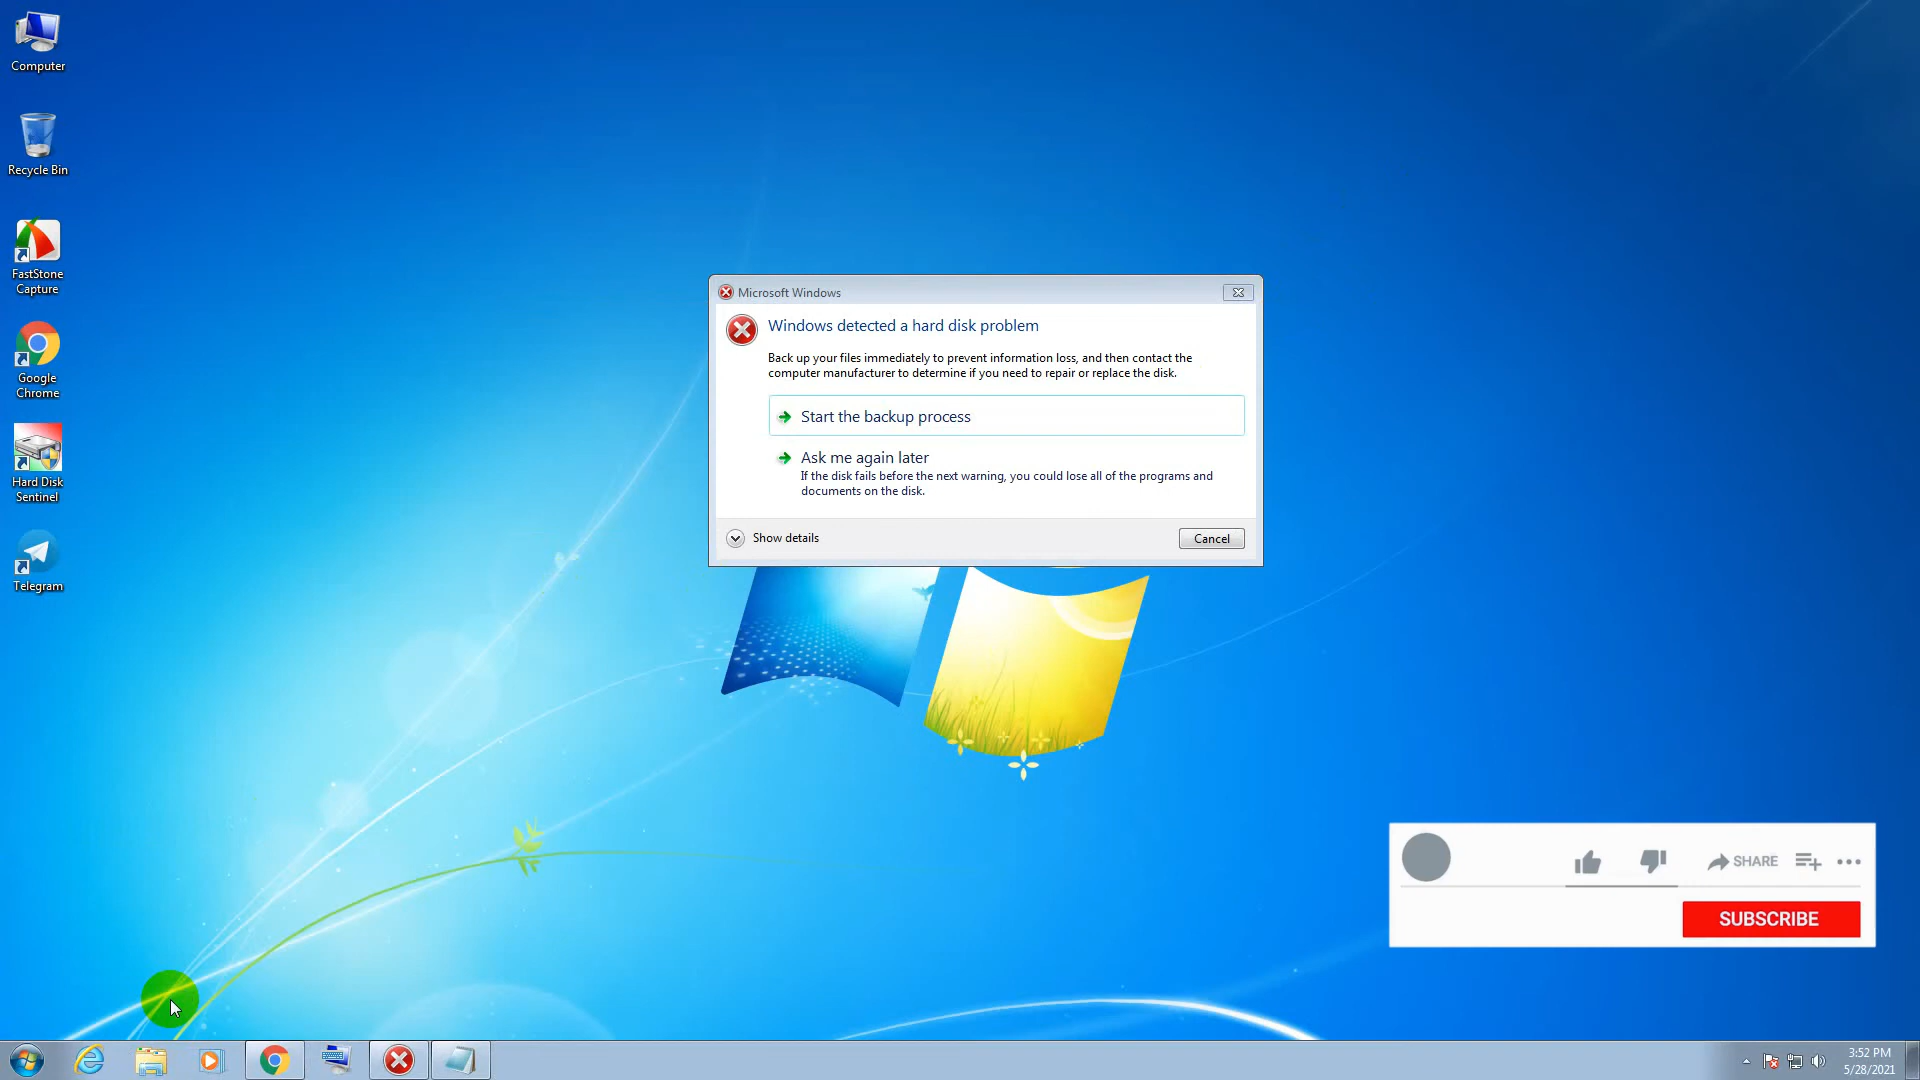 Computer
Recycle Bin
FastStone
Capture
Google
Chrome
Hard Disk
Sentinel
Telegram
Microsoft Windows
Windows detected a hard disk problem
Back up your files immediately to prevent information loss, and then contact the
computer manufacturer to determine if you need to repair or replace the disk.
Start the backup process
Ask me again later
If the disk fails before the next warning, you could lose all of the programs and
documents on the disk.
Show details
Cancel
SHARE
SUBSCRIBE
3:52 PM
5/28/2021